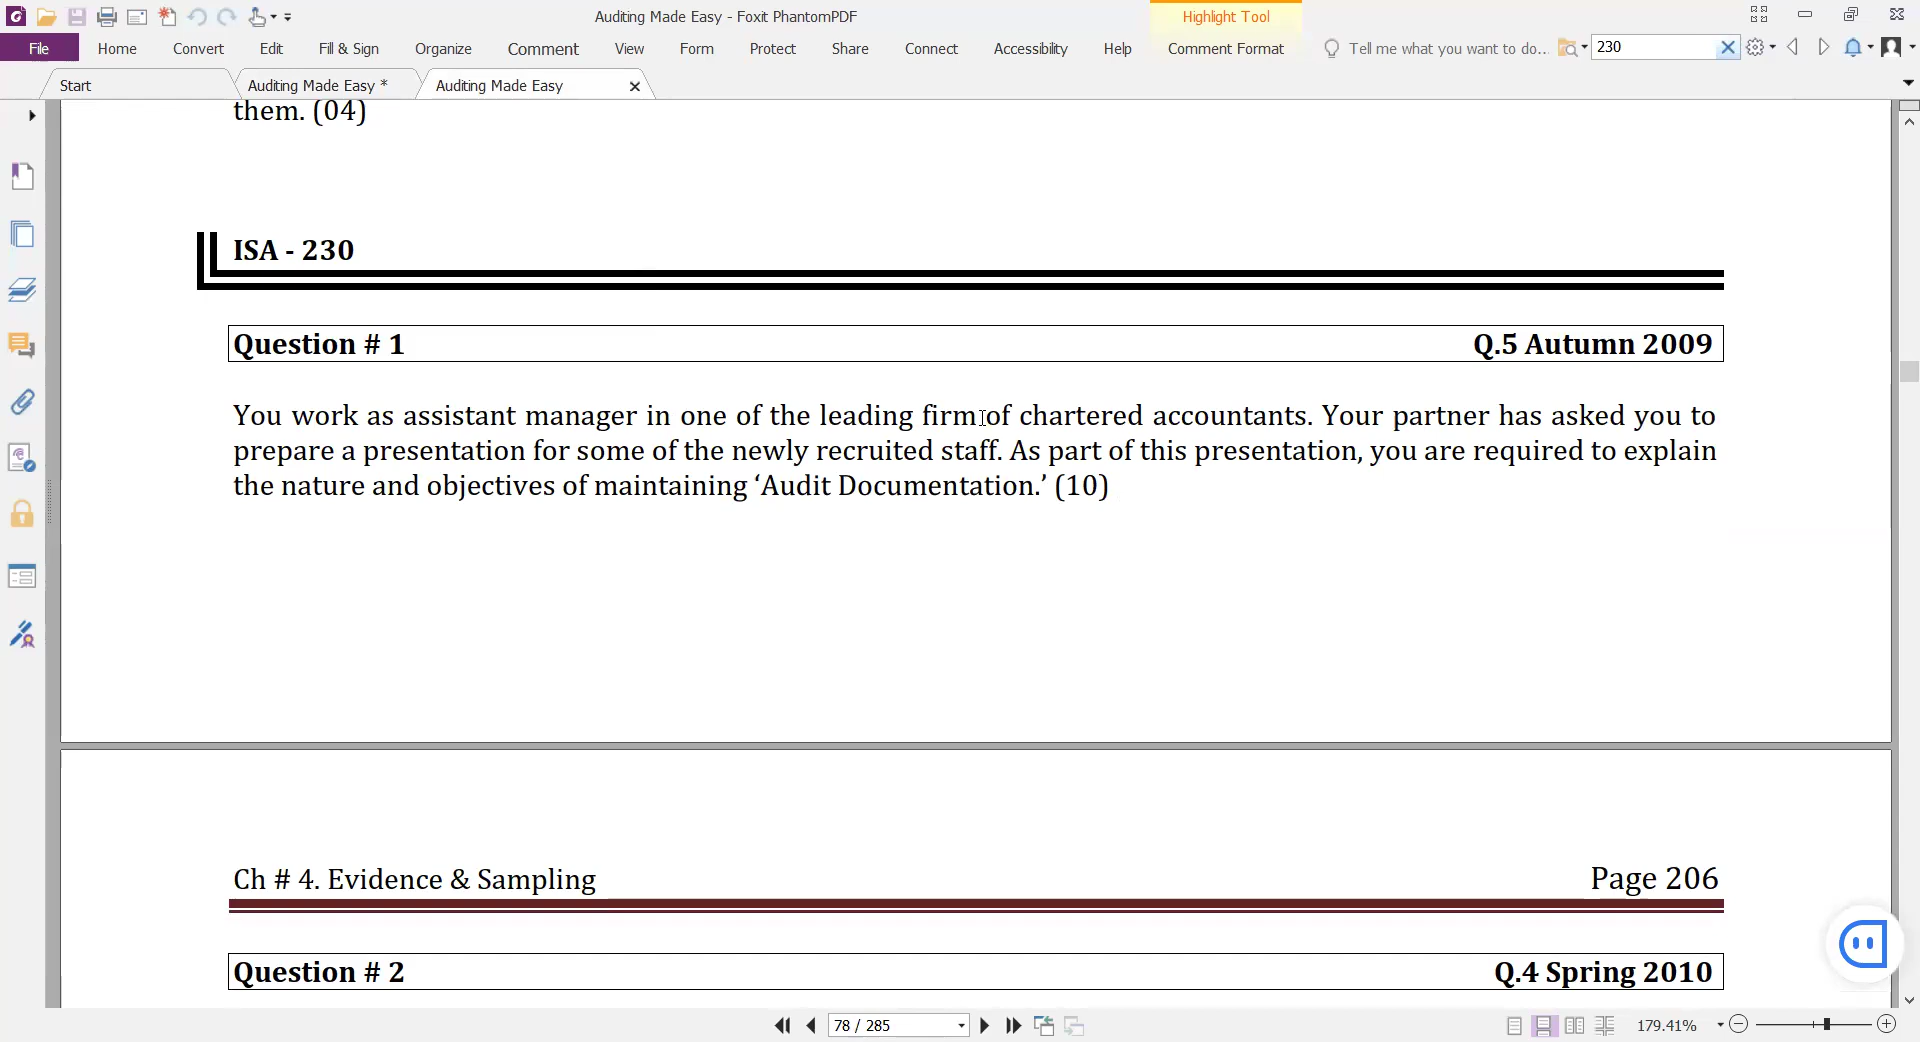 Auditing Made Easy - Foxit PhantomPDF
Highlight Tool
File Home Convert Edit Fill & Sign Organize Comment View Form Protect Share Connect Accessibility Help Comment Format Tell me what you want to do... 230
Start Auditing Made Easy * Auditing Made Easy
them. (04)
ISA - 230
Question # 1 Q.5 Autumn 2009
You work as assistant manager in one of the leading firm of chartered accountants. Your partner has asked you to
prepare a presentation for some of the newly recruited staff. As part of this presentation, you are required to explain
the nature and objectives of maintaining ‘Audit Documentation.’ (10)
Ch # 4. Evidence & Sampling Page 206
Question # 2 Q.4 Spring 2010
78 / 285 179.41%